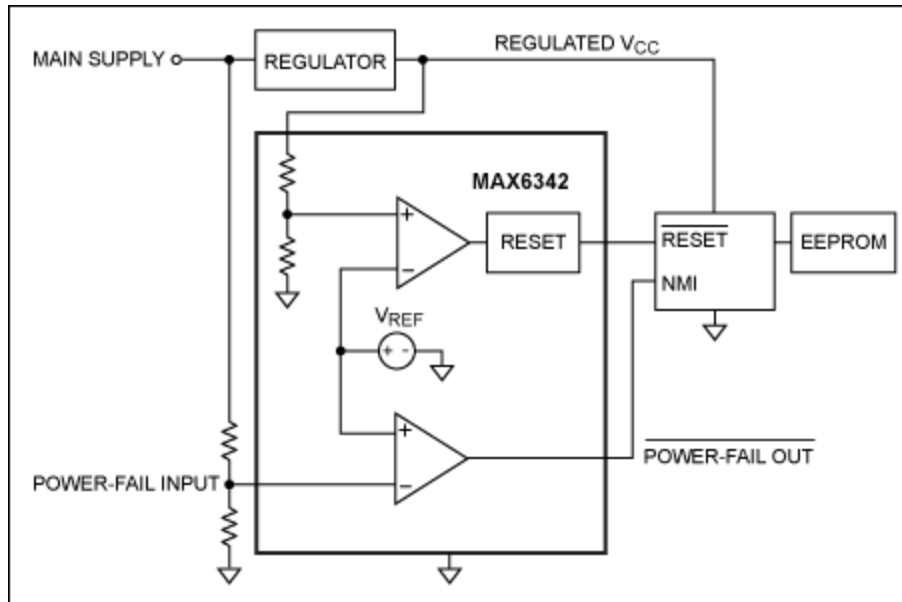 REGULATED VCC
MAIN SUPPLY
REGULATOR
MAX6342
+
RESET
RESET
EEPROM
−
NMI
VREF
+ -
+
POWER-FAIL OUT
POWER-FAIL INPUT
−